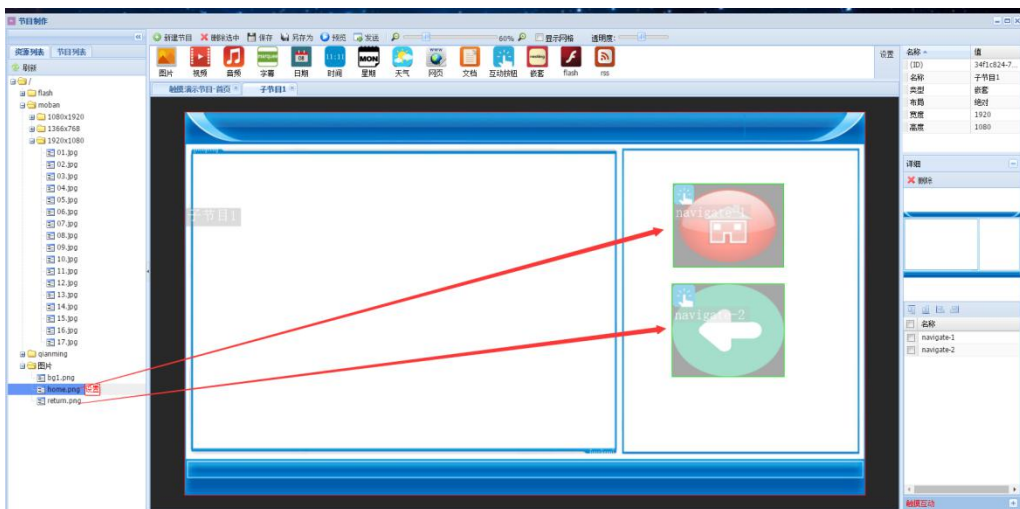 节目制作
资源列表 节目列表
刷新
/
flash
moban
1080x1920
1366x768
1920x1080
01.jpg
02.jpg
03.jpg
04.jpg
05.jpg
06.jpg
07.jpg
08.jpg
09.jpg
10.jpg
11.jpg
12.jpg
13.jpg
14.jpg
15.jpg
16.jpg
17.jpg
qianming
图片
bg1.png
home.png
return.png
新建节目 删除选中 保存 另存为 预览 发送 60% 显示网格 透明度:
图片 视频 音频 字幕 日期 时间 星期 天气 网页 文档 互动按钮 嵌套 flash rss
设置
触摸演示节目-首页 子节目1
子节目1
navigate-1
navigate-2
名称 值
(ID) 34f1c824-7...
名称 子节目1
类型 嵌套
布局 绝对
宽度 1920
高度 1080
详细
删除
名称
navigate-1
navigate-2
触摸互动